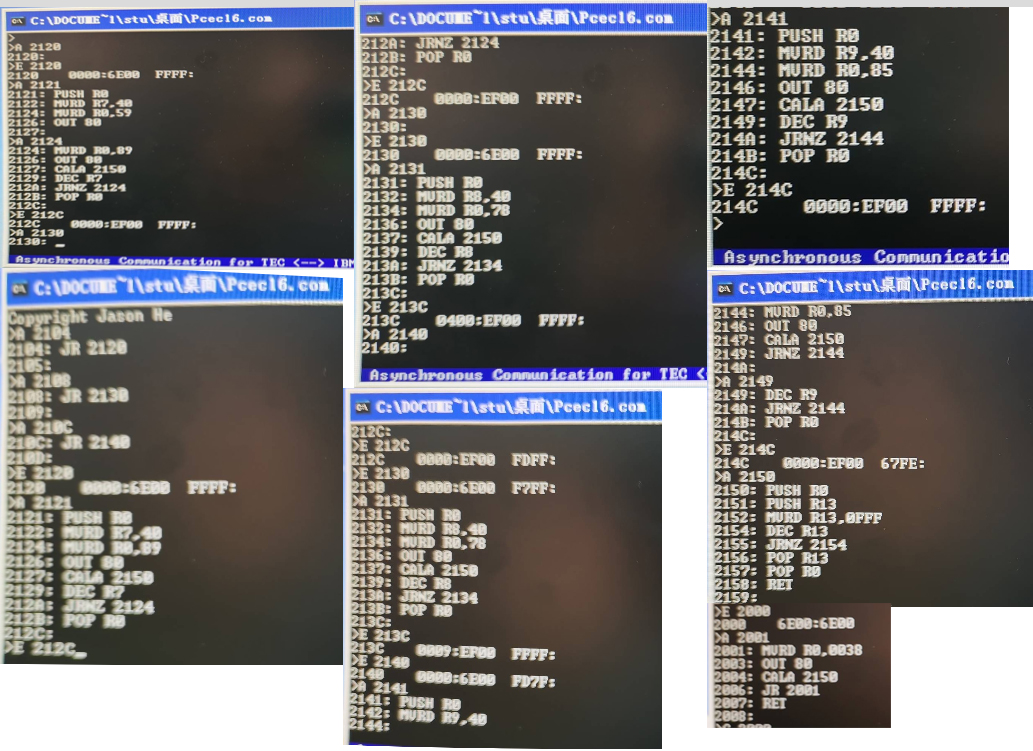 C:\DOCUME~1\stu\桌面\Pcec16.com
>
>A 2120
2120:
>E 2120
2120 0000:6E00 FFFF:
>A 2121
2121: PUSH R0
2122: MVRD R7,40
2124: MVRD R0,59
2126: OUT 80
2127:
>A 2124
2124: MVRD R0,89
2126: OUT 80
2127: CALA 2150
2129: DEC R7
212A: JRNZ 2124
212B: POP R0
212C:
>E 212C
212C 0000:EF00 FFFF:
>A 2130
2130: _
Asynchronous Communication for TEC <--> IBM
C:\DOCUME~1\stu\桌面\Pcec16.com
212A: JRNZ 2124
212B: POP R0
212C:
>E 212C
212C 0000:EF00 FFFF:
>A 2130
2130:
>E 2130
2130 0000:6E00 FFFF:
>A 2131
2131: PUSH R0
2132: MVRD R8,40
2134: MVRD R0,78
2136: OUT 80
2137: CALA 2150
2139: DEC R8
213A: JRNZ 2134
213B: POP R0
213C:
>E 213C
213C 0400:EF00 FFFF:
>A 2140
2140:
Asynchronous Communication for TEC <
>A 2141
2141: PUSH R0
2142: MVRD R9,40
2144: MVRD R0,85
2146: OUT 80
2147: CALA 2150
2149: DEC R9
214A: JRNZ 2144
214B: POP R0
214C:
>E 214C
214C 0000:EF00 FFFF:
>
Asynchronous Communicatio
C:\DOCUME~1\stu\桌面\Pcec16.com
Copyright Jason He
>A 2104
2104: JR 2120
2105:
>A 2108
2108: JR 2130
2109:
>A 210C
210C: JR 2140
210D:
>E 2120
2120 0000:6E00 FFFF:
>A 2121
2121: PUSH R0
2122: MVRD R7,40
2124: MVRD R0,89
2126: OUT 80
2127: CALA 2150
2129: DEC R7
212A: JRNZ 2124
212B: POP R0
212C:
>E 212C_
C:\DOCUME~1\stu\桌面\Pcec16.com
212C:
>E 212C
212C 0000:EF00 FDFF:
>E 2130
2130 0000:6E00 F7FF:
>A 2131
2131: PUSH R0
2132: MVRD R8,40
2134: MVRD R0,78
2136: OUT 80
2137: CALA 2150
2139: DEC R8
213A: JRNZ 2134
213B: POP R0
213C:
>E 213C
213C 0009:EF00 FFFF:
>E 2140
2140 0000:6E00 FD7F:
>A 2141
2141: PUSH R0
2142: MVRD R9,40
2144:
C:\DOCUME~1\stu\桌面\Pcec16.com
2144: MVRD R0,85
2146: OUT 80
2147: CALA 2150
2149: JRNZ 2144
214A:
>A 2149
2149: DEC R9
214A: JRNZ 2144
214B: POP R0
214C:
>E 214C
214C 0000:EF00 67FE:
>A 2150
2150: PUSH R0
2151: PUSH R13
2152: MVRD R13,0FFF
2154: DEC R13
2155: JRNZ 2154
2156: POP R13
2157: POP R0
2158: RET
2159:
>E 2000
2000 6E00:6E00
>A 2001
2001: MVRD R0,0038
2003: OUT 80
2004: CALA 2150
2006: JR 2001
2007: RET
2008: